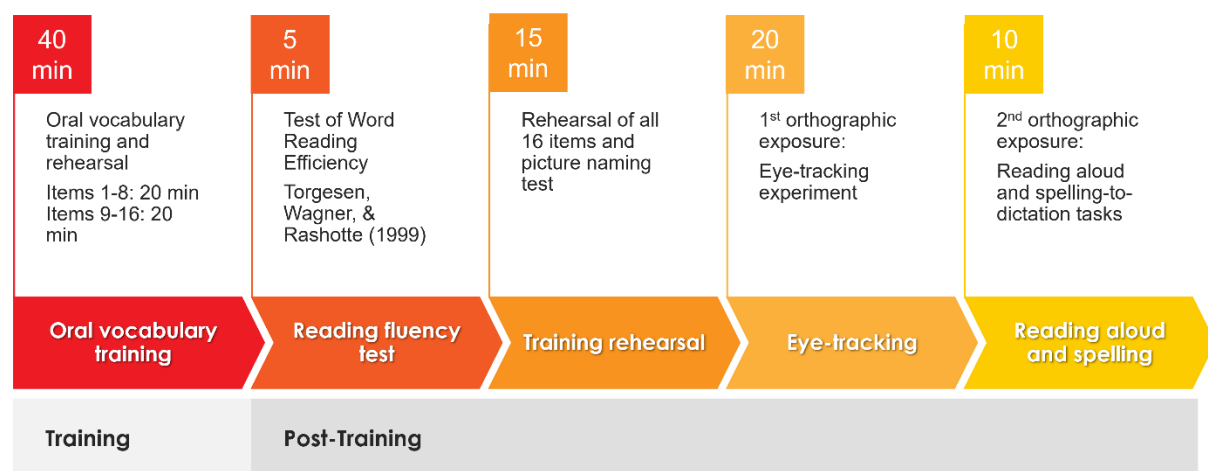 40
min
Oral vocabulary
training and
rehearsal
Items 1-8: 20 min
Items 9-16: 20
min
5
min
Test of Word
Reading
Efficiency
Torgesen,
Wagner, &
Rashotte (1999)
15
min
Rehearsal of all
16 items and
picture naming
test
20
min
1st orthographic
exposure:
Eye-tracking
experiment
10
min
2nd orthographic
exposure:
Reading aloud
and spelling-to-
dictation tasks
Oral vocabulary
training
Reading fluency
test
Training rehearsal
Eye-tracking
Reading aloud
and spelling
Training
Post-Training